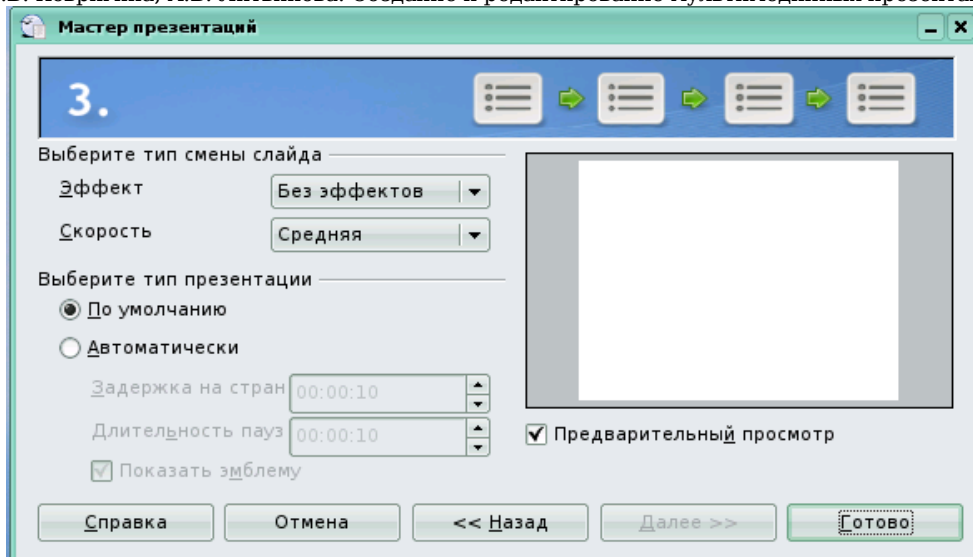 Мастер презентаций
3.
Выберите тип смены слайда
Эффект
Без эффектов
Скорость
Средняя
Выберите тип презентации
По умолчанию
Автоматически
Задержка на стран
00:00:10
Длительность пауз
00:00:10
Показать эмблему
Предварительный просмотр
Справка
Отмена
<< Назад
Далее >>
Готово